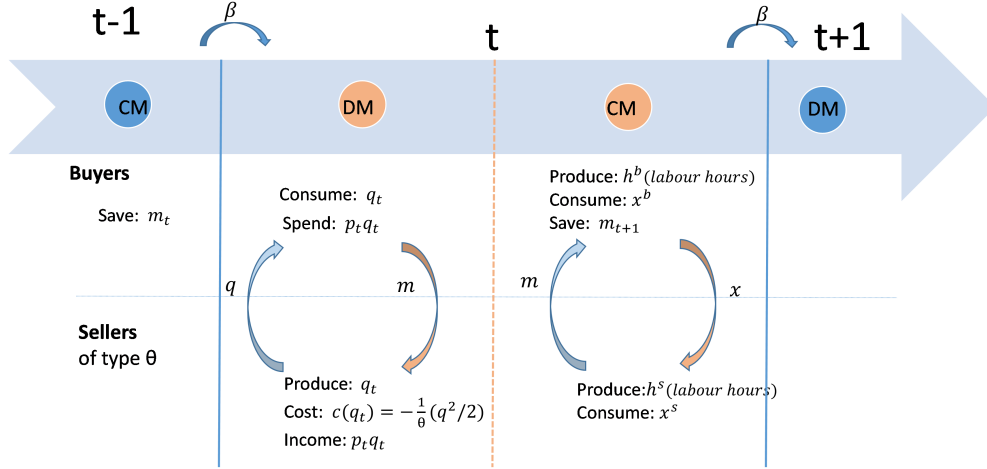 t-1
β
t
β
t+1
CM
DM
CM
DM
Buyers
Save: m_t
Consume: q_t
Spend: p_t q_t
Produce: h^b(labour hours)
Consume: x^b
Save: m_{t+1}
q
m
m
x
Sellers
of type θ
Produce: q_t
Cost: c(q_t) = −\frac{1}{θ}(q^2/2)
Income: p_t q_t
Produce:h^s(labour hours)
Consume: x^s